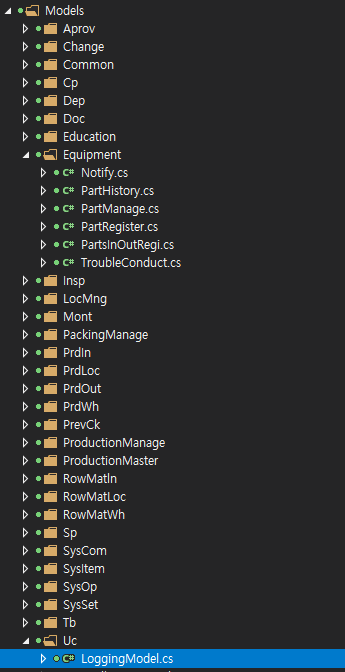 Models
Aprov
Change
Common
Cp
Dep
Doc
Education
Equipment
C# Notify.cs
C# PartHistory.cs
C# PartManage.cs
C# PartRegister.cs
C# PartsInOutRegi.cs
C# TroubleConduct.cs
Insp
LocMng
Mont
PackingManage
PrdIn
PrdLoc
PrdOut
PrdWh
PrevCk
ProductionManage
ProductionMaster
RowMatIn
RowMatLoc
RowMatWh
Sp
SysCom
SysItem
SysOp
SysSet
Tb
Uc
C# LoggingModel.cs